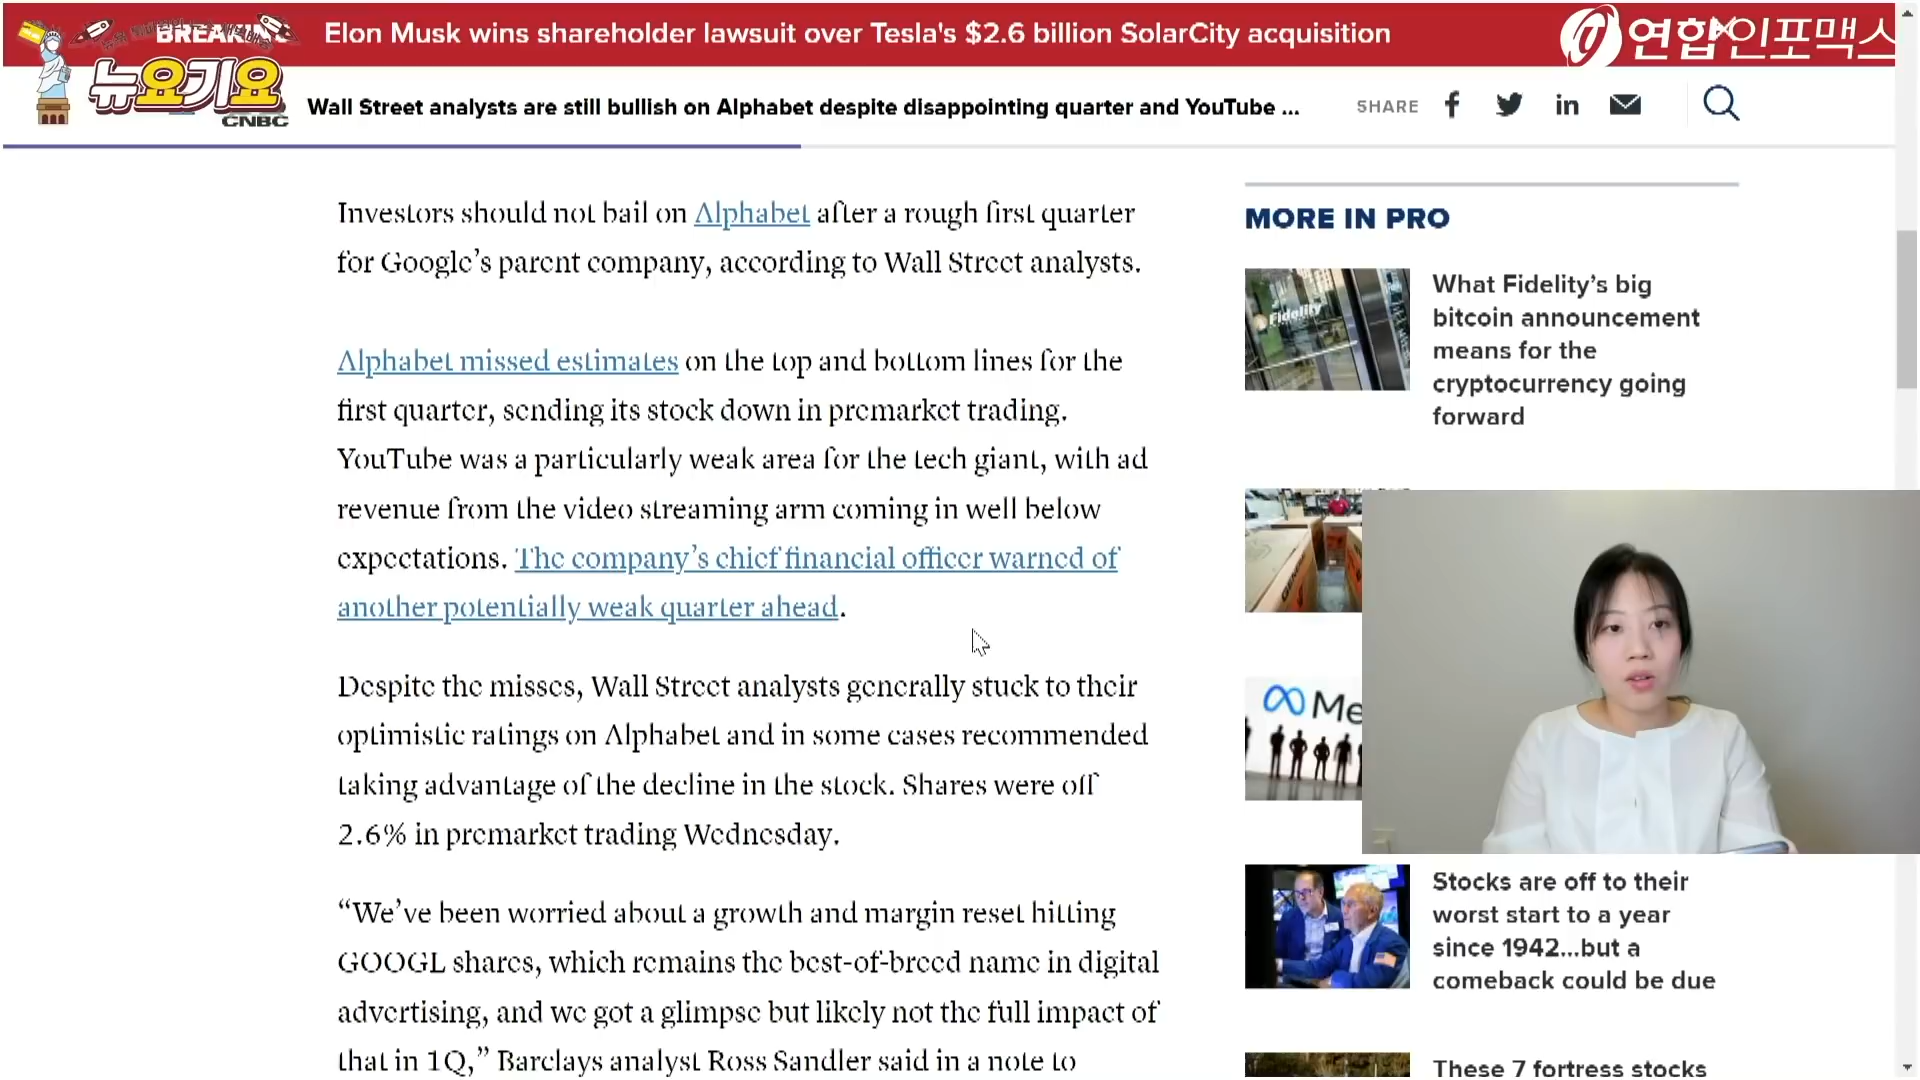 BREAKING
Elon Musk wins shareholder lawsuit over Tesla's $2.6 billion SolarCity acquisition
연합인포맥스
뉴요기요
CNBC
Wall Street analysts are still bullish on Alphabet despite disappointing quarter and YouTube ...
SHARE
Investors should not bail on Alphabet after a rough first quarter
for Google's parent company, according to Wall Street analysts.
Alphabet missed estimates on the top and bottom lines for the
first quarter, sending its stock down in premarket trading.
YouTube was a particularly weak area for the tech giant, with ad
revenue from the video streaming arm coming in well below
expectations. The company's chief financial officer warned of
another potentially weak quarter ahead.
Despite the misses, Wall Street analysts generally stuck to their
optimistic ratings on Alphabet and in some cases recommended
taking advantage of the decline in the stock. Shares were off
2.6% in premarket trading Wednesday.
“We've been worried about a growth and margin reset hitting
GOOGL shares, which remains the best-of-breed name in digital
advertising, and we got a glimpse but likely not the full impact of
that in 1Q,” Barclays analyst Ross Sandler said in a note to
MORE IN PRO
Fidelity
What Fidelity's big
bitcoin announcement
means for the
cryptocurrency going
forward
Me
Stocks are off to their
worst start to a year
since 1942...but a
comeback could be due
These 7 fortress stocks